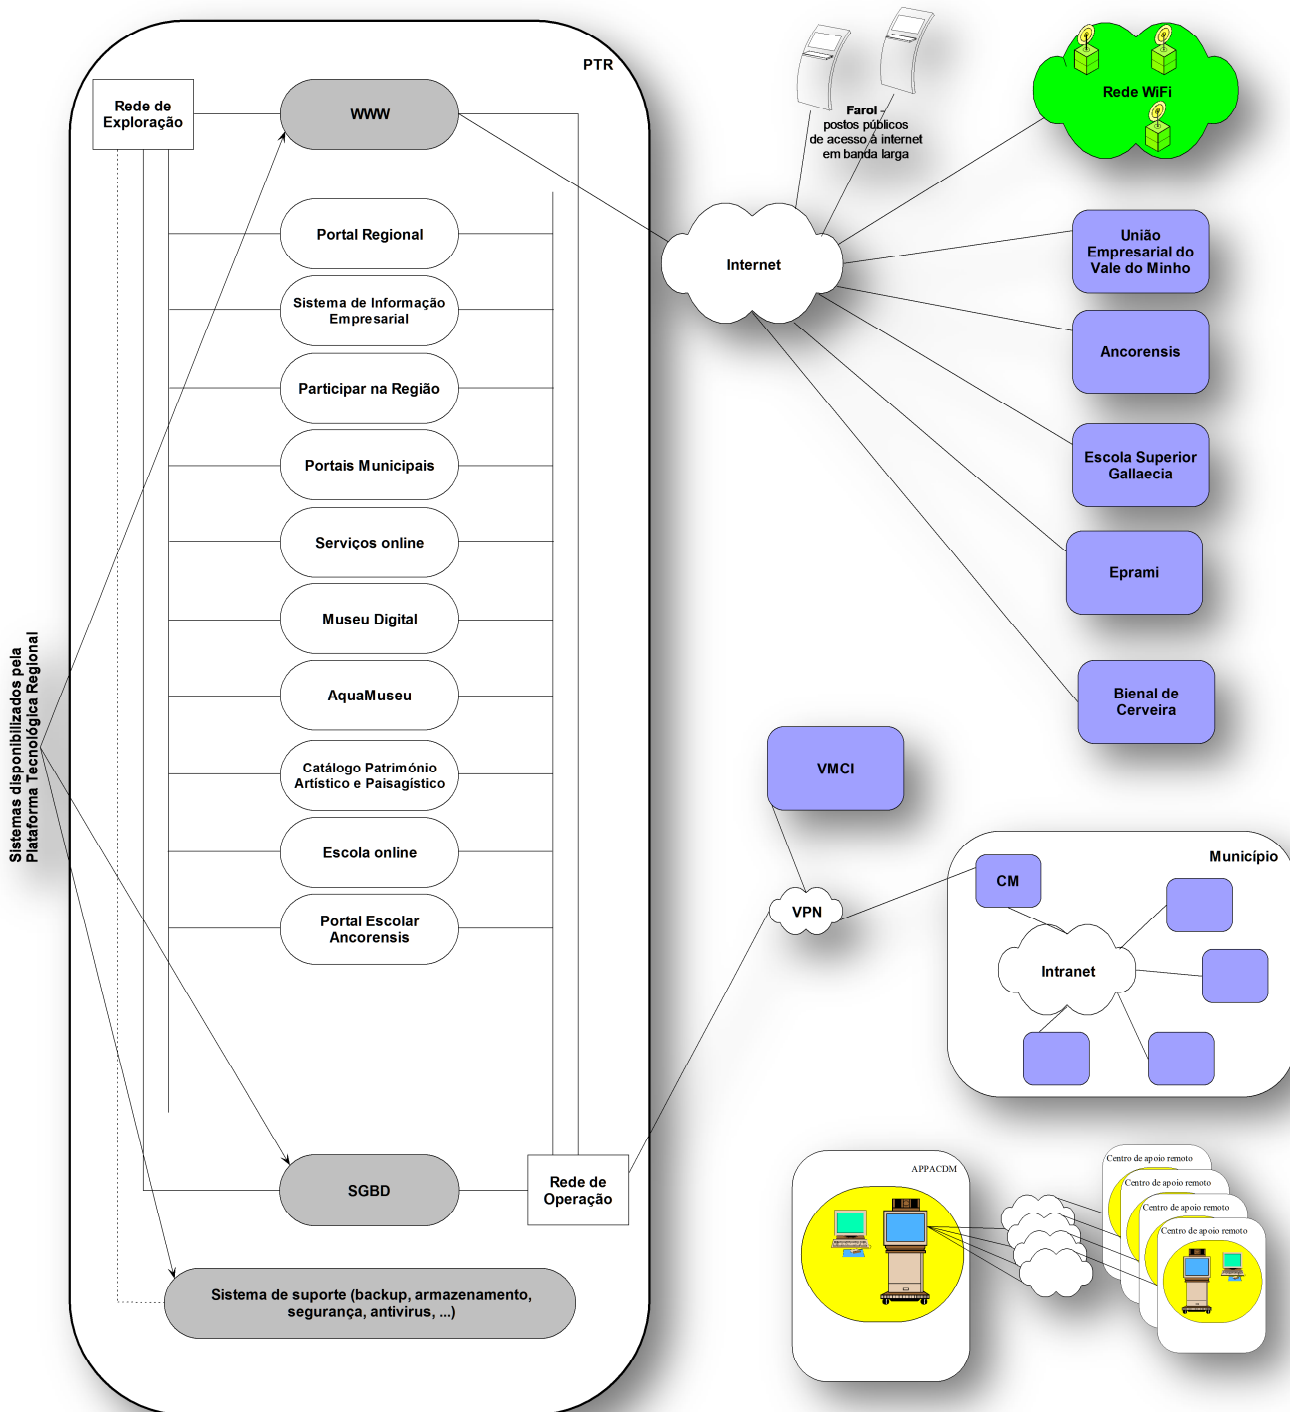 PTR
Rede de
Exploração
WWW
Portal Regional
Sistema de Informação
Empresarial
Participar na Região
Portais Municipais
Serviços online
Museu Digital
AquaMuseu
Catálogo Património
Artístico e Paisagístico
Escola online
Portal Escolar
Ancorensis
SGBD
Rede de
Operação
Sistema de suporte (backup, armazenamento,
segurança, antivirus, ...)
Sistemas disponibilizados pela
Plataforma Tecnológica Regional
Farol -
postos públicos
de acesso à internet
em banda larga
Rede WiFi
Internet
União
Empresarial do
Vale do Minho
Ancorensis
Escola Superior
Gallaecia
Eprami
Bienal de
Cerveira
VMCI
VPN
Município
CM
Intranet
APPACDM
Centro de apoio remoto
Centro de apoio remoto
Centro de apoio remoto
Centro de apoio remoto